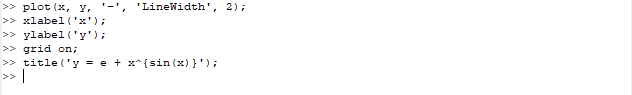 >> plot(x, y, '-', 'LineWidth', 2);
>> xlabel('x');
>> ylabel('y');
>> grid on;
>> title('y = e + x^{sin(x)}');
>>